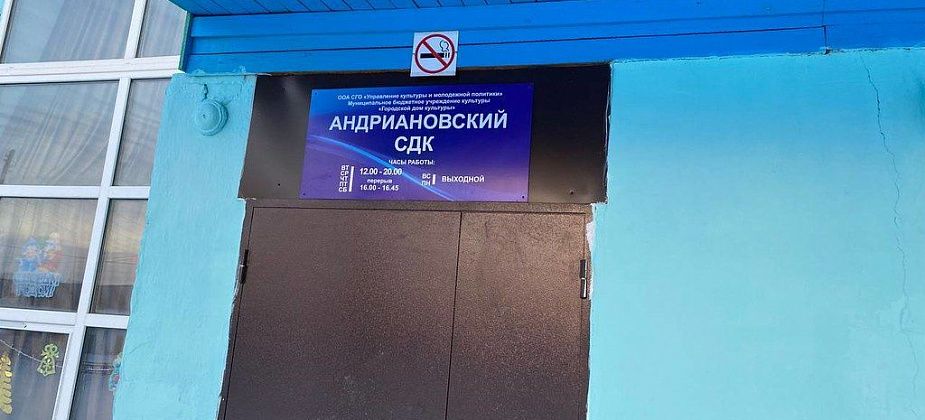 ООА СГО «Управление культуры и молодежной политики»
Муниципальное бюджетное учреждение культуры
«Городской дом культуры»
АНДРИАНОВСКИЙ
СДК
ЧАСЫ РАБОТЫ:
ВТ
СР
ЧТ
ПТ
СБ
12.00 - 20.00
перерыв
16.00 - 16.45
ВС
ПН
ВЫХОДНОЙ